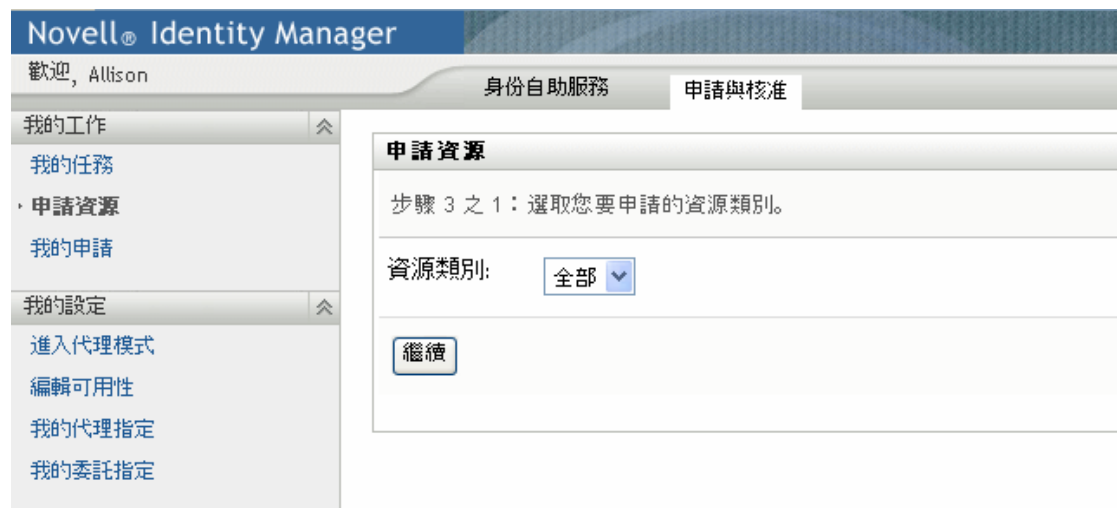 Novell® Identity Manager
歡迎, Allison
身份自助服務
申請與核准
我的工作
我的任務
申請資源
我的申請
我的設定
進入代理模式
編輯可用性
我的代理指定
我的委託指定
申請資源
步驟 3 之 1：選取您要申請的資源類別。
資源類別: 全部
繼續